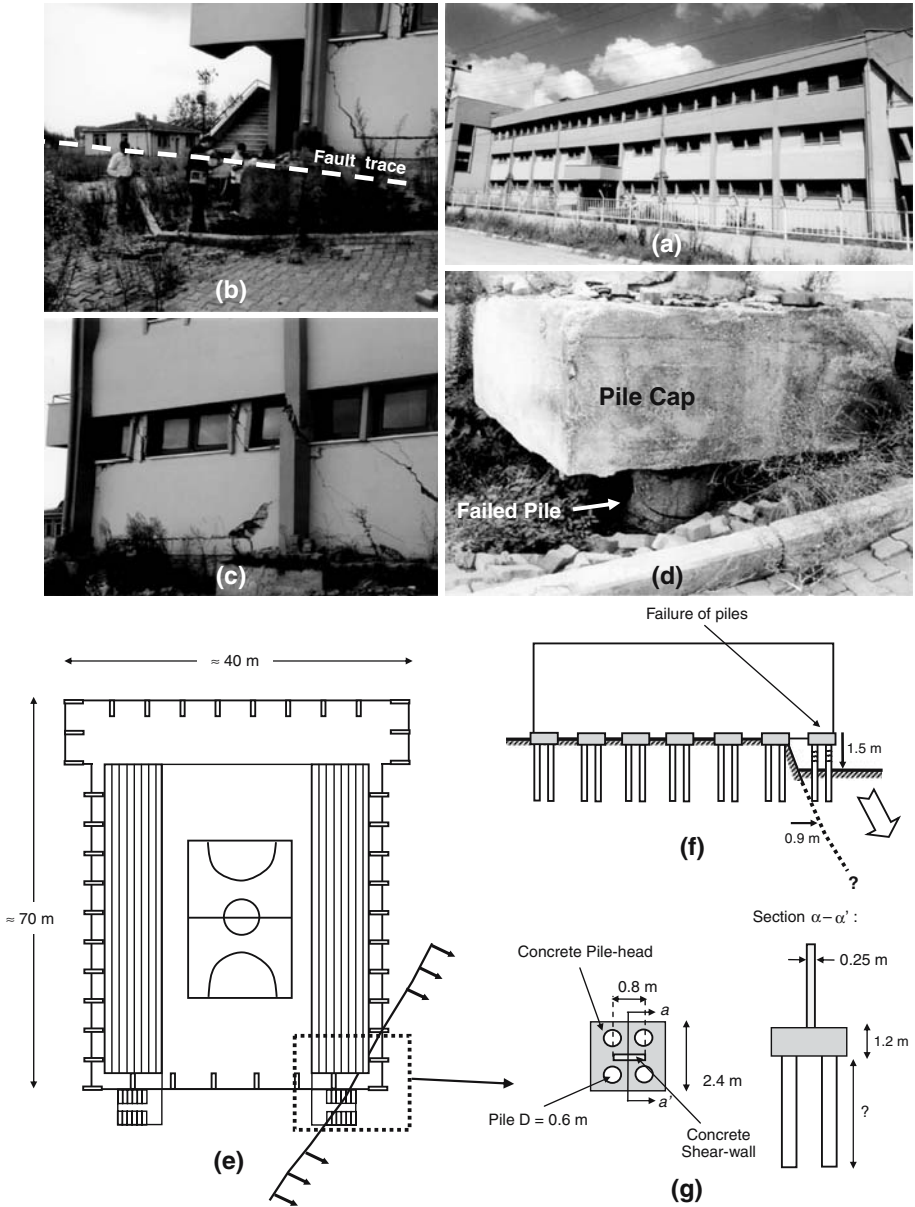 Fault trace
(b)
(a)
(c)
Pile Cap
Failed Pile
(d)
≈ 40 m
≈ 70 m
(e)
Failure of piles
1.5 m
0.9 m
?
(f)
Section α– α' :
Concrete Pile-head
0.8 m
a
2.4 m
a'
Pile D = 0.6 m
Concrete
Shear-wall
0.25 m
1.2 m
?
(g)